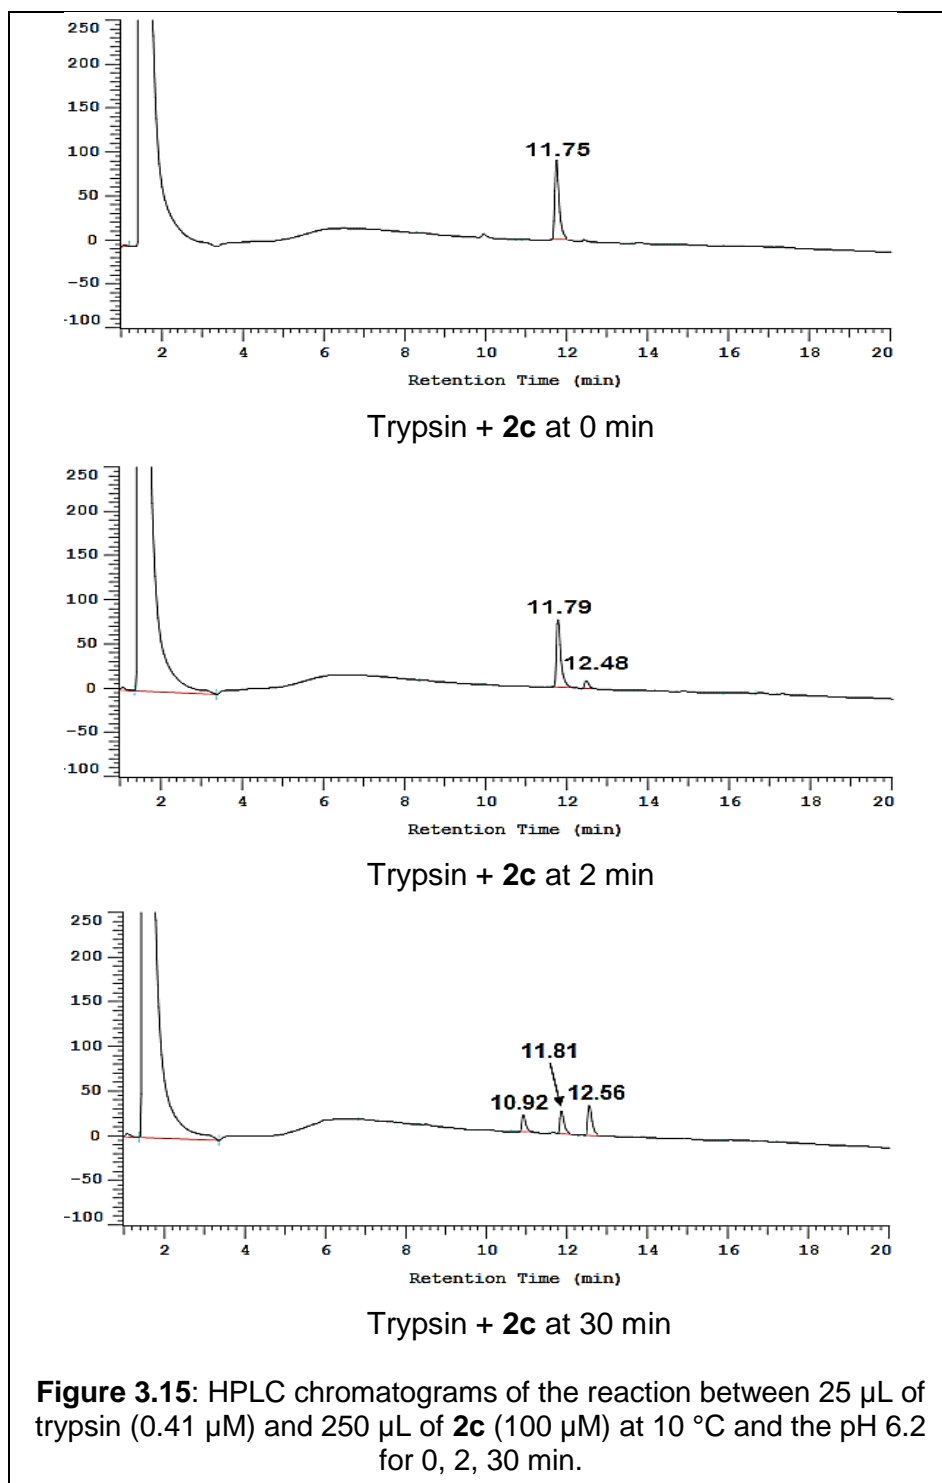 250
200
150
100
50
0
-50
-100
11.75
2 4 6 8 10 12 14 16 18 20
Retention Time (min)
Trypsin + 2c at 0 min
250
200
150
100
50
0
-50
-100
11.79
12.48
2 4 6 8 10 12 14 16 18 20
Retention Time (min)
Trypsin + 2c at 2 min
250
200
150
100
50
0
-50
-100
11.81
10.92 12.56
2 4 6 8 10 12 14 16 18 20
Retention Time (min)
Trypsin + 2c at 30 min
Figure 3.15: HPLC chromatograms of the reaction between 25 µL of
trypsin (0.41 µM) and 250 µL of 2c (100 µM) at 10 °C and the pH 6.2
for 0, 2, 30 min.